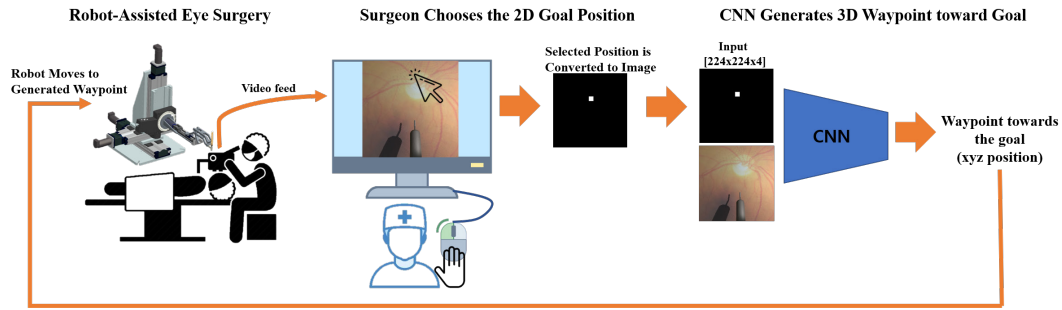 Robot-Assisted Eye Surgery
Surgeon Chooses the 2D Goal Position
CNN Generates 3D Waypoint toward Goal
Robot Moves to
Generated Waypoint
Video feed
Selected Position is
Converted to Image
Input
[224x224x4]
CNN
Waypoint towards
the goal
(xyz position)